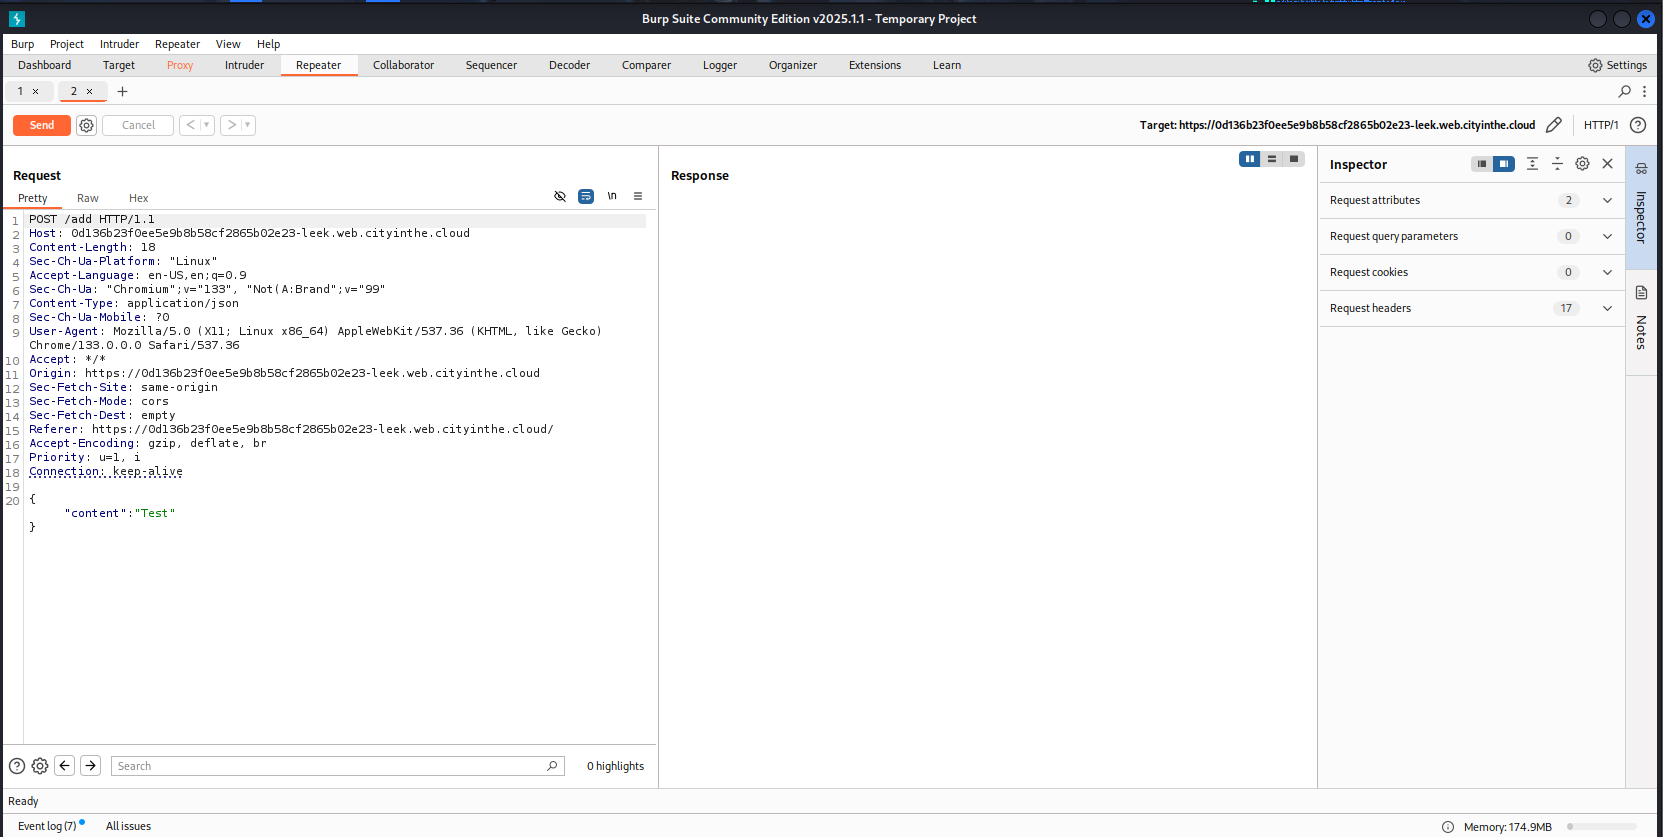 Burp Suite Community Edition v2025.1.1 - Temporary Project
Burp Project Intruder Repeater View Help
Dashboard Target Proxy Intruder Repeater Collaborator Sequencer Decoder Comparer Logger Organizer Extensions Learn Settings
1 × 2 × +
Send Cancel < > Target: https://0d136b23f0ee5e9b8b58cf2865b02e23-leek.web.cityinthe.cloud HTTP/1 ?
Request
Pretty Raw Hex \n
1 POST /add HTTP/1.1
2 Host: 0d136b23f0ee5e9b8b58cf2865b02e23-leek.web.cityinthe.cloud
3 Content-Length: 18
4 Sec-Ch-Ua-Platform: "Linux"
5 Accept-Language: en-US,en;q=0.9
6 Sec-Ch-Ua: "Chromium";v="133", "Not(A:Brand";v="99"
7 Content-Type: application/json
8 Sec-Ch-Ua-Mobile: ?0
9 User-Agent: Mozilla/5.0 (X11; Linux x86_64) AppleWebKit/537.36 (KHTML, like Gecko)
Chrome/133.0.0.0 Safari/537.36
10 Accept: */*
11 Origin: https://0d136b23f0ee5e9b8b58cf2865b02e23-leek.web.cityinthe.cloud
12 Sec-Fetch-Site: same-origin
13 Sec-Fetch-Mode: cors
14 Sec-Fetch-Dest: empty
15 Referer: https://0d136b23f0ee5e9b8b58cf2865b02e23-leek.web.cityinthe.cloud/
16 Accept-Encoding: gzip, deflate, br
17 Priority: u=1, i
18 Connection: keep-alive
19
20 {
"content":"Test"
}
? Search 0 highlights
Response
Inspector
Request attributes 2
Request query parameters 0
Request cookies 0
Request headers 17
Inspector
Notes
Ready
Event log (7) All issues Memory: 174.9MB